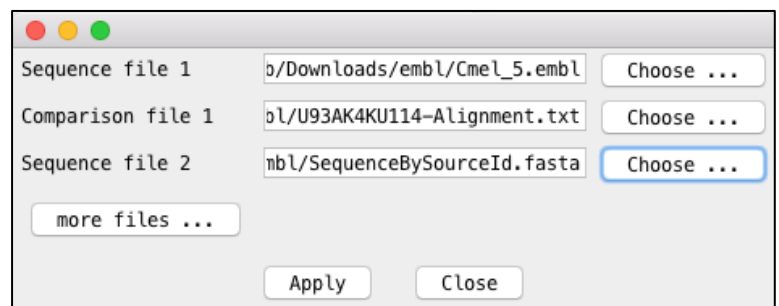 Sequence file 1 b/Downloads/embl/Cmel_5.embl Choose ...
Comparison file 1 bl/U93AK4KU114-Alignment.txt Choose ...
Sequence file 2 mbl/SequenceBySourceId.fasta Choose ...
more files ...
Apply Close